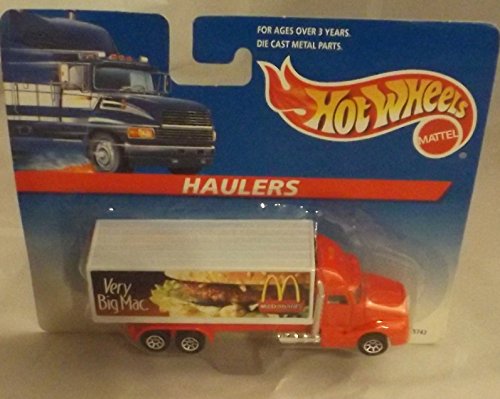 FOR AGES OVER 3 YEARS.
DIE CAST METAL PARTS.
HOT WHEELS
MATTEL
HAULERS
Very
Big Mac.
McDonald's